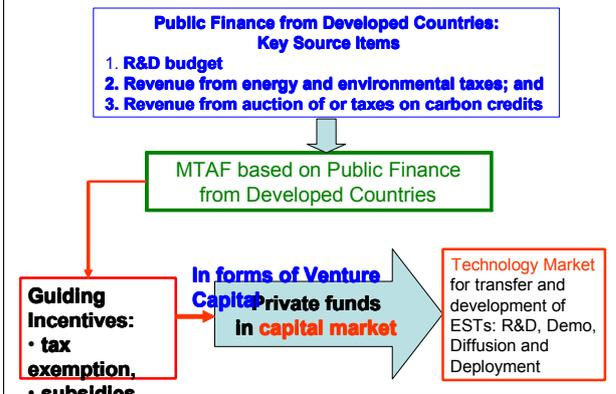 Public Finance from Developed Countries:
Key Source Items
1. R&D budget
2. Revenue from energy and environmental taxes; and
3. Revenue from auction of or taxes on carbon credits
MTAF based on Public Finance
from Developed Countries
Guiding
Incentives:
• tax
exemption,
• subsidies
In forms of Venture
Capital
Private funds
in capital market
Technology Market
for transfer and
development of
ESTs: R&D, Demo,
Diffusion and
Deployment